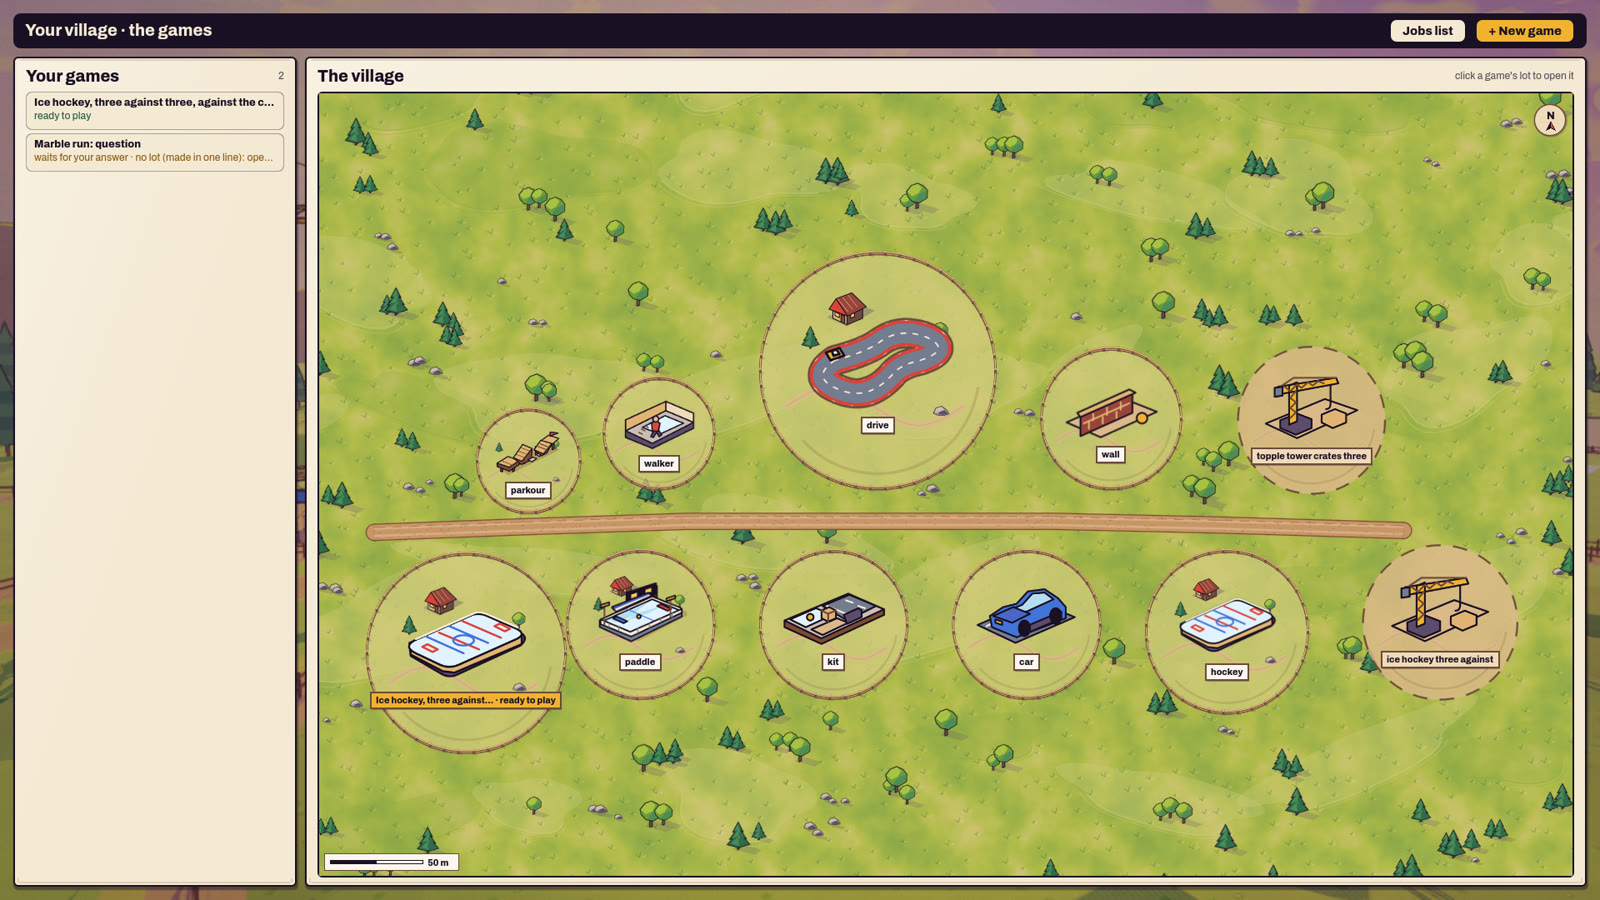 Your village · the games
Jobs list
+ New game
Your games
2
Ice hockey, three against three, against the c...
ready to play
Marble run: question
waits for your answer · no lot (made in one line): ope...
The village
click a game's lot to open it
N
drive
wall
topple tower crates three
walker
parkour
paddle
kit
car
hockey
ice hockey three against
Ice hockey, three against... · ready to play
50 m